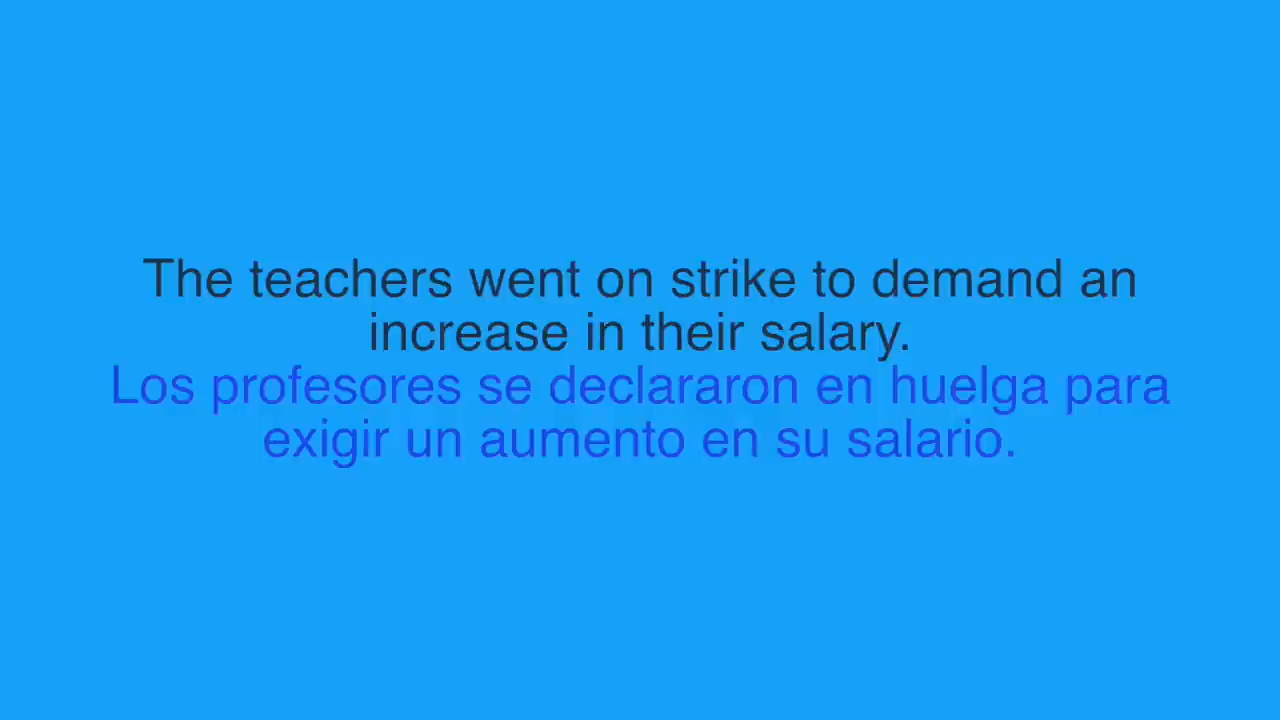 The teachers went on strike to demand an
increase in their salary.
Los profesores se declararon en huelga para
exigir un aumento en su salario.